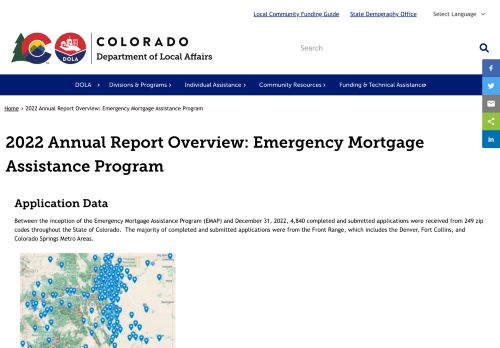 Local Community Funding Guide State Demography Office Select Language
COLORADO
Department of Local Affairs
DOLA
Search
DOLA Divisions & Programs Individual Assistance Community Resources Funding & Technical Assistance
Home > 2022 Annual Report Overview: Emergency Mortgage Assistance Program
2022 Annual Report Overview: Emergency Mortgage
Assistance Program
Application Data
Between the inception of the Emergency Mortgage Assistance Program (EMAP) and December 31, 2022, 4,840 completed and submitted applications were received from 249 zip
codes throughout the State of Colorado. The majority of completed and submitted applications were from the Front Range, which includes the Denver, Fort Collins, and
Colorado Springs Metro Areas.